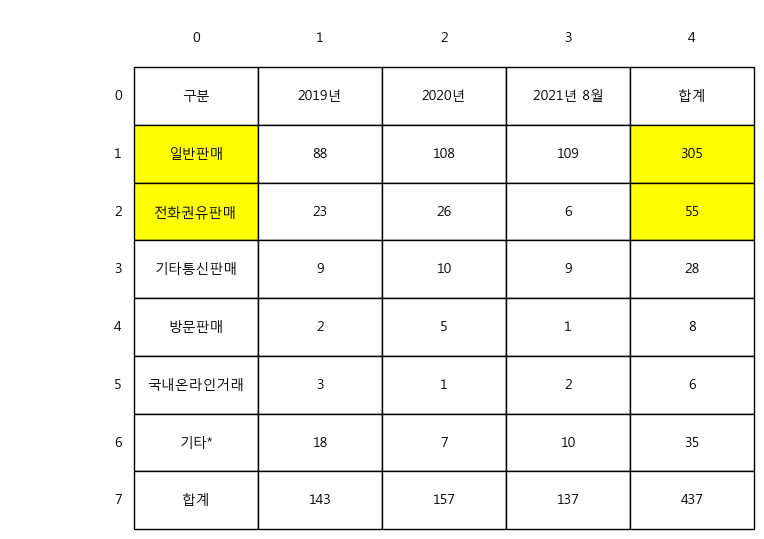 0 1 2 3 4
0 구분 2019년 2020년 2021년 8월 합계
1 일반판매 88 108 109 305
2 전화권유판매 23 26 6 55
3 기타통신판매 9 10 9 28
4 방문판매 2 5 1 8
5 국내온라인거래 3 1 2 6
6 기타* 18 7 10 35
7 합계 143 157 137 437